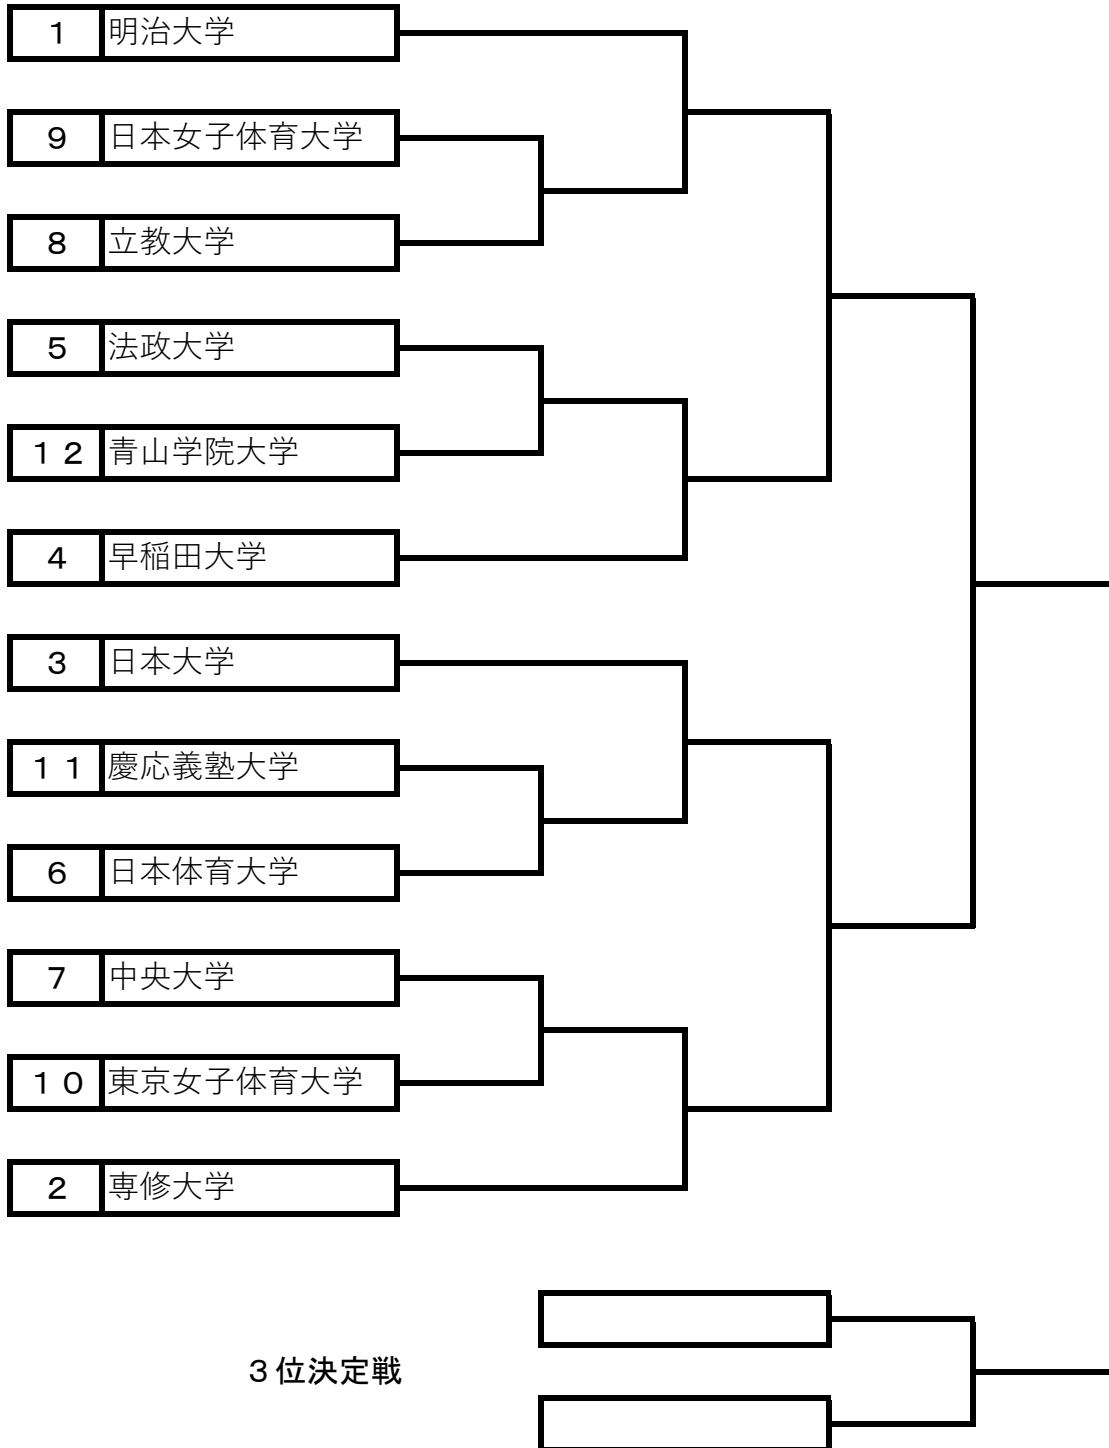 １ 明治大学
９ 日本女子体育大学
８ 立教大学
５ 法政大学
１２ 青山学院大学
４ 早稲田大学
３ 日本大学
１１ 慶応義塾大学
６ 日本体育大学
７ 中央大学
１０ 東京女子体育大学
２ 専修大学
３位決定戦